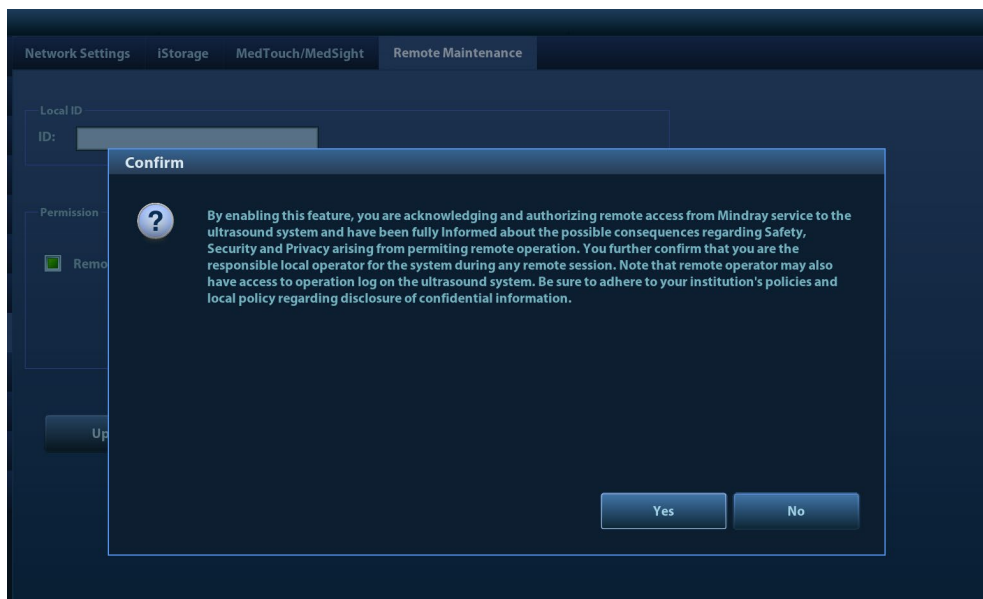 Network Settings iStorage MedTouch/MedSight Remote Maintenance
Local ID
ID:
Confirm
?
By enabling this feature, you are acknowledging and authorizing remote access from Mindray service to the
ultrasound system and have been fully Informed about the possible consequences regarding Safety,
Security and Privacy arising from permiting remote operation. You further confirm that you are the
responsible local operator for the system during any remote session. Note that remote operator may also
have access to operation log on the ultrasound system. Be sure to adhere to your institution's policies and
local policy regarding disclosure of confidential information.
Permission
Remo
Up
Yes No